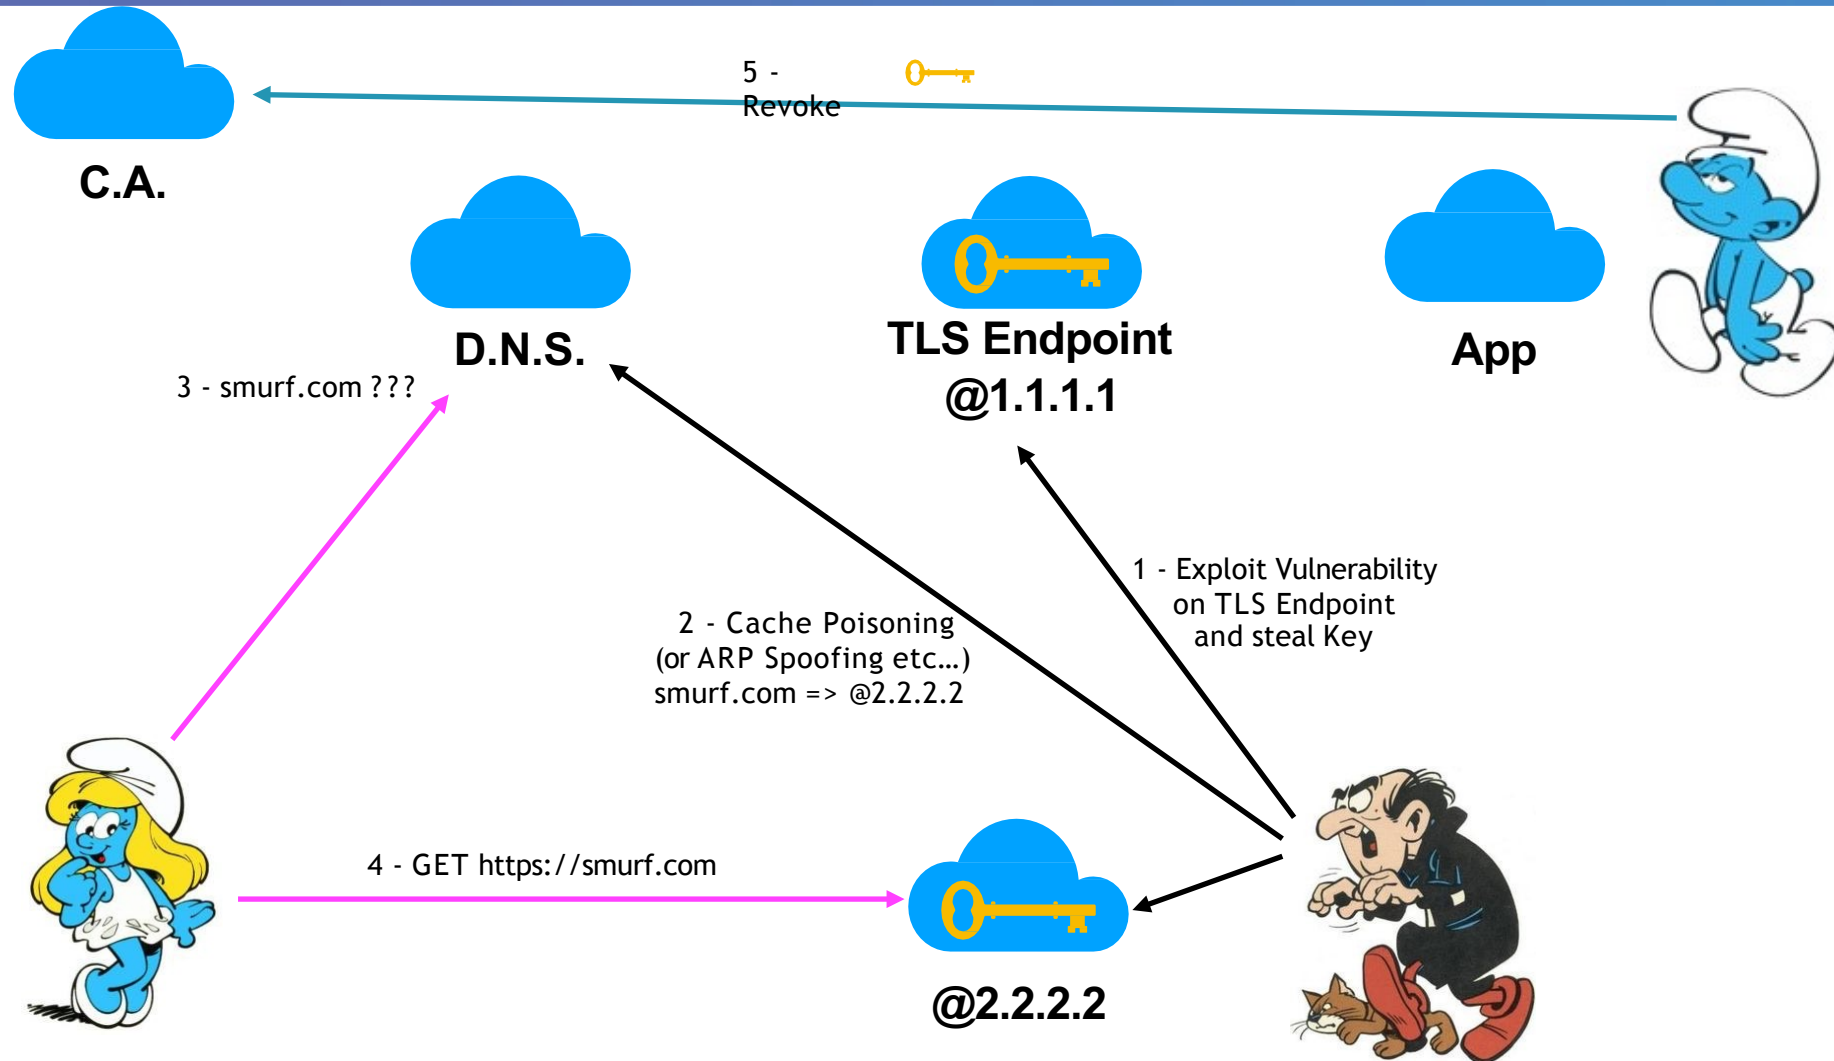 5 -
Revoke
C.A.
D.N.S.
TLS Endpoint
@1.1.1.1
App
3 - smurf.com ???
1 - Exploit Vulnerability
on TLS Endpoint
and steal Key
2 - Cache Poisoning
(or ARP Spoofing etc…)
smurf.com => @2.2.2.2
4 - GET https://smurf.com
@2.2.2.2